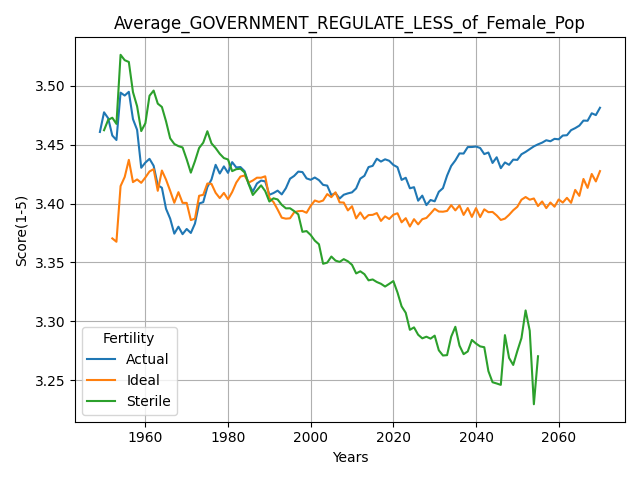 Average_GOVERNMENT_REGULATE_LESS_of_Female_Pop
Score(1-5)
3.50
3.45
3.40
3.35
3.30
3.25
Fertility
Actual
Ideal
Sterile
1960 1980 2000 2020 2040 2060
Years